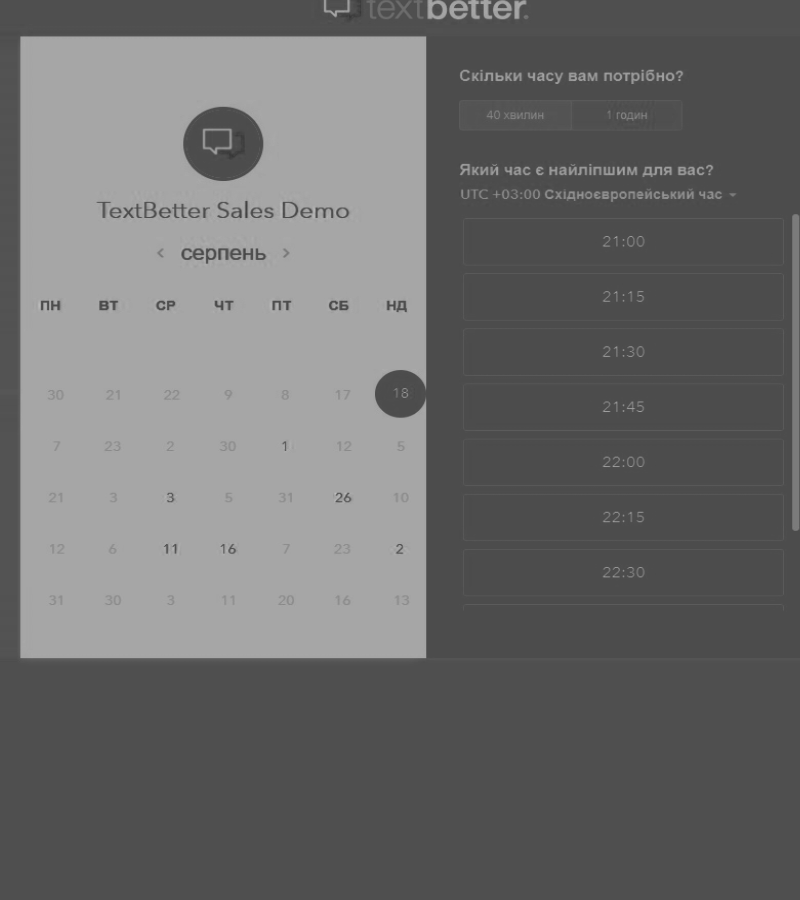 textbetter.
TextBetter Sales Demo
‹ серпень ›
ПН ВТ СР ЧТ ПТ СБ НД
30 21 22 9 8 17 18
7 23 2 30 1 12 5
21 3 3 5 31 26 10
12 6 11 16 7 23 2
31 30 3 11 20 16 13
Скільки часу вам потрібно?
40 хвилин 1 годин
Який час є найліпшим для вас?
UTC +03:00 Східноєвропейський час
21:00
21:15
21:30
21:45
22:00
22:15
22:30